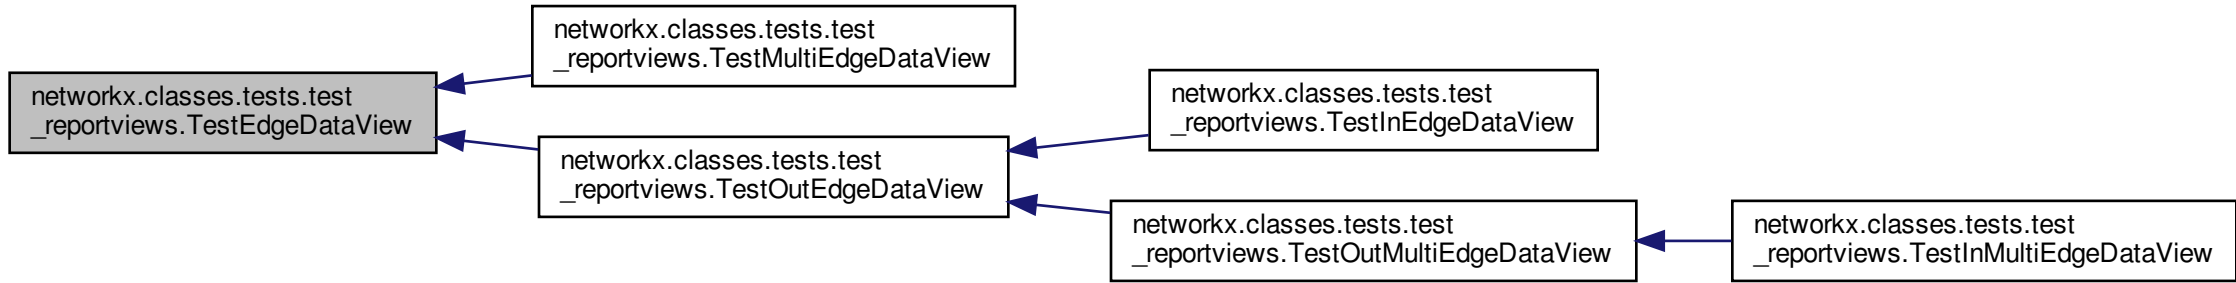 networkx.classes.tests.test
_reportviews.TestMultiEdgeDataView
networkx.classes.tests.test
_reportviews.TestEdgeDataView
networkx.classes.tests.test
_reportviews.TestInEdgeDataView
networkx.classes.tests.test
_reportviews.TestOutEdgeDataView
networkx.classes.tests.test
_reportviews.TestOutMultiEdgeDataView
networkx.classes.tests.test
_reportviews.TestInMultiEdgeDataView